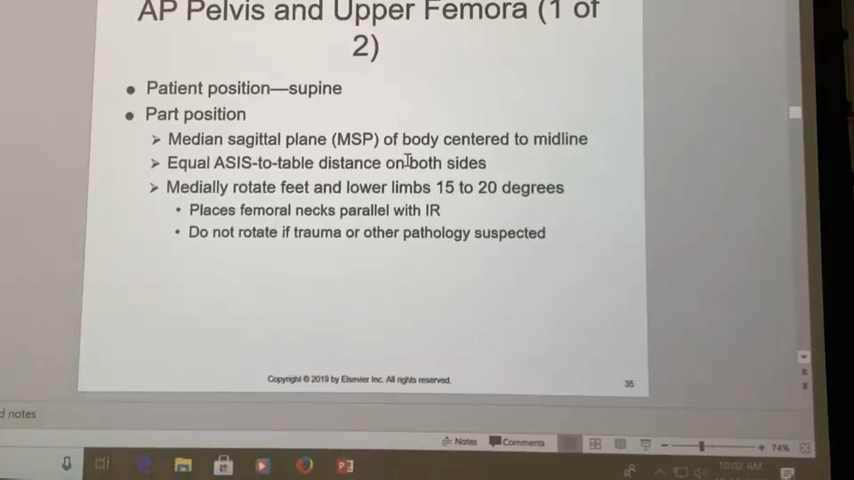 AP Pelvis and Upper Femora (1 of
2)
• Patient position—supine
• Part position
➢ Median sagittal plane (MSP) of body centered to midline
➢ Equal ASIS-to-table distance on both sides
➢ Medially rotate feet and lower limbs 15 to 20 degrees
• Places femoral necks parallel with IR
• Do not rotate if trauma or other pathology suspected
Copyright © 2019 by Elsevier Inc. All rights reserved.
35
d notes
Notes
Comments
74%
10:02 AM